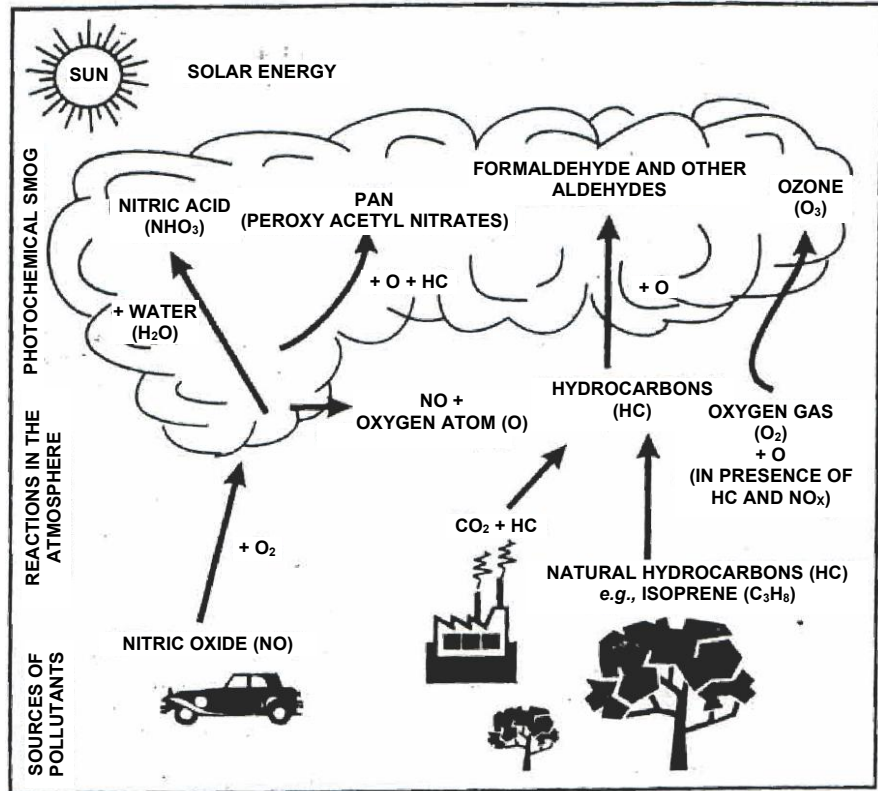 SUN
SOLAR ENERGY
PHOTOCHEMICAL SMOG
NITRIC ACID
(NHO₃)
PAN
(PEROXY ACETYL NITRATES)
FORMALDEHYDE AND OTHER
ALDEHYDES
OZONE
(O₃)
+ WATER
(H₂O)
+ O + HC
+ O
REACTIONS IN THE
ATMOSPHERE
NO +
OXYGEN ATOM (O)
HYDROCARBONS
(HC)
OXYGEN GAS
(O₂)
+ O
(IN PRESENCE OF
HC AND NOₓ)
+ O₂
CO₂ + HC
NATURAL HYDROCARBONS (HC)
e.g., ISOPRENE (C₃H₈)
SOURCES OF
POLLUTANTS
NITRIC OXIDE (NO)